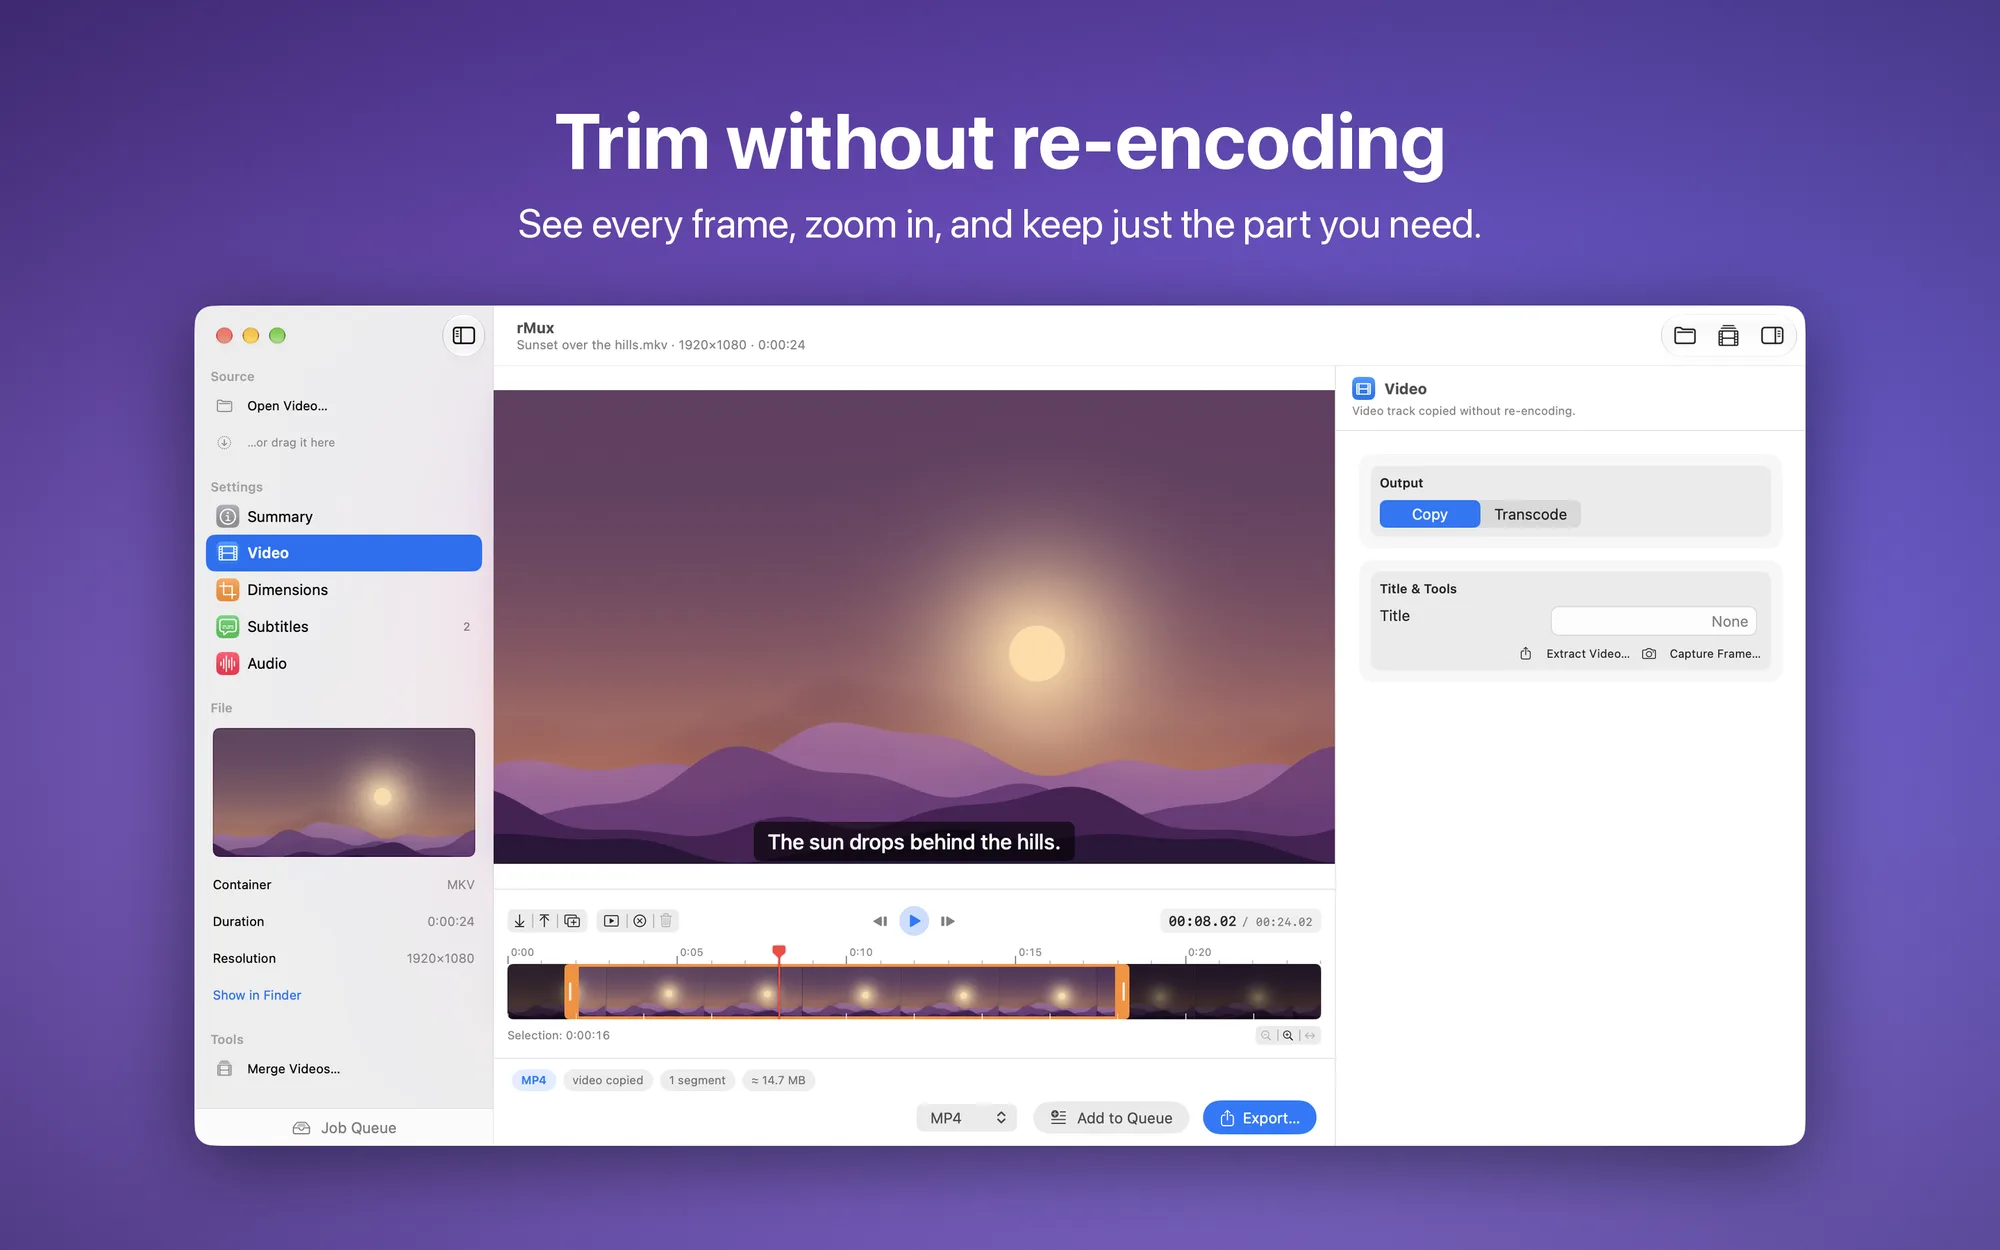 Trim without re-encoding
See every frame, zoom in, and keep just the part you need.
rMux
Sunset over the hills.mkv · 1920×1080 · 0:00:24
Source
Open Video...
...or drag it here
Settings
Summary
Video
Dimensions
Subtitles 2
Audio
File
Container MKV
Duration 0:00:24
Resolution 1920×1080
Show in Finder
Tools
Merge Videos...
Job Queue
The sun drops behind the hills.
00:08.02 / 00:24.02
0:00 0:05 0:10 0:15 0:20
Selection: 0:00:16
MP4 video copied 1 segment ≈ 14.7 MB
MP4 Add to Queue Export...
Video
Video track copied without re-encoding.
Output
Copy Transcode
Title & Tools
Title None
Extract Video... Capture Frame...